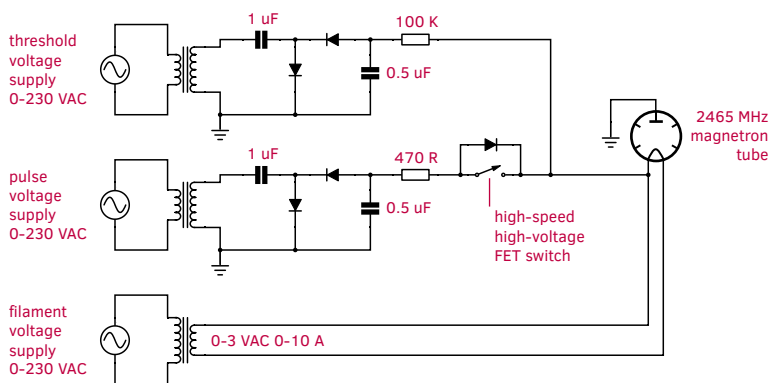 1 uF
100 K
threshold
voltage
supply
0-230 VAC
0.5 uF
2465 MHz
magnetron
tube
1 uF
470 R
pulse
voltage
supply
0-230 VAC
0.5 uF
high-speed
high-voltage
FET switch
filament
voltage
supply
0-230 VAC
0-3 VAC 0-10 A